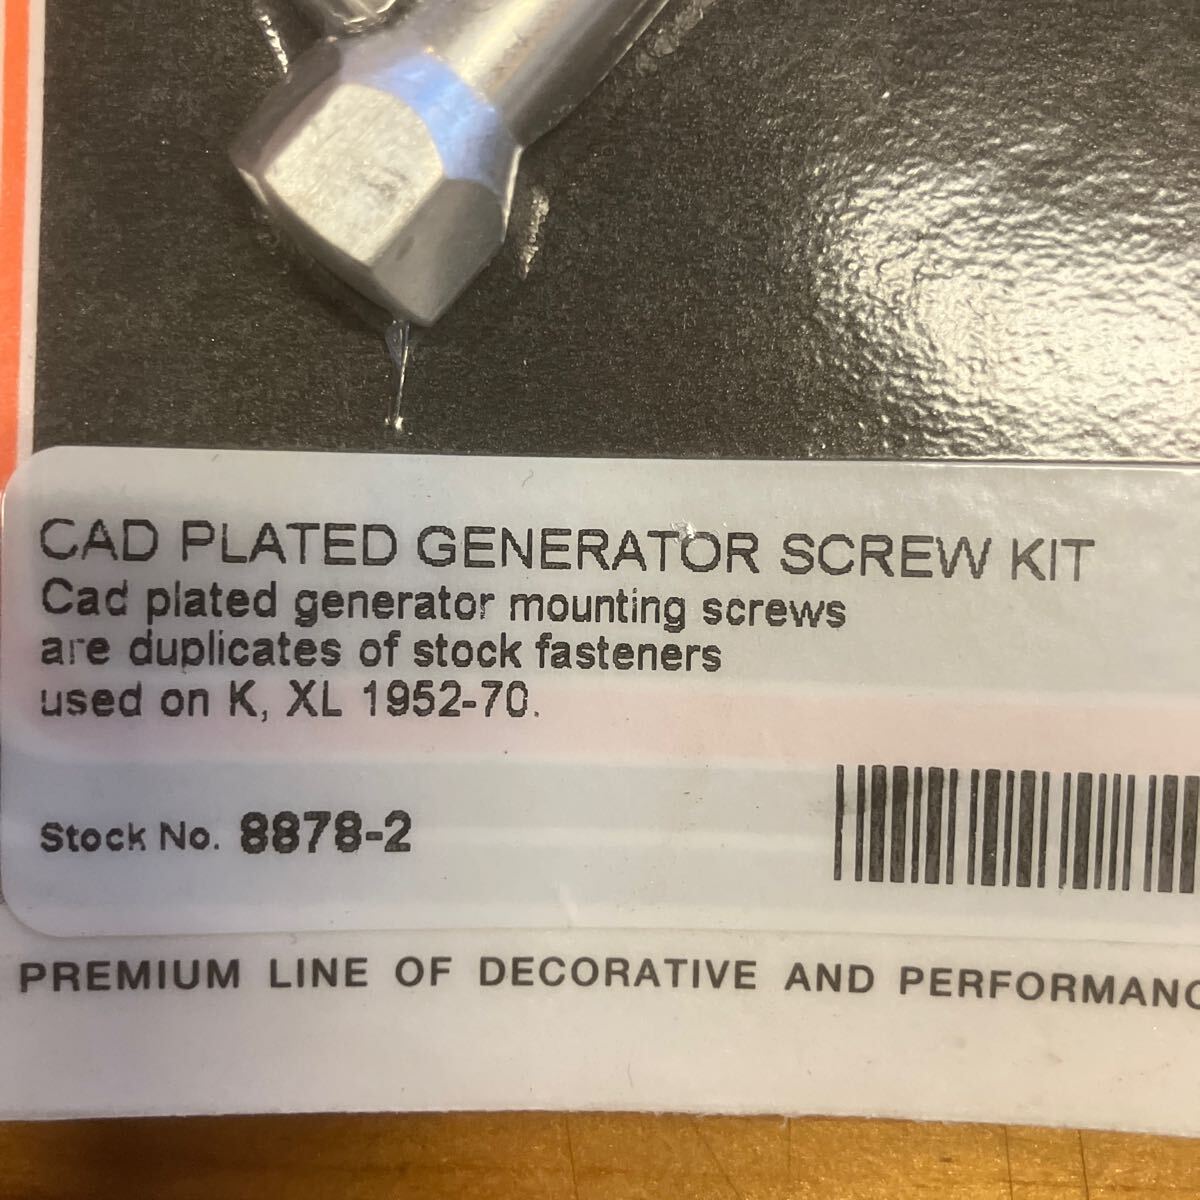 CAD PLATED GENERATOR SCREW KIT
Cad plated generator mounting screws
are duplicates of stock fasteners
used on K, XL 1952-70.
Stock No. 8878-2
PREMIUM LINE OF DECORATIVE AND PERFORMANC